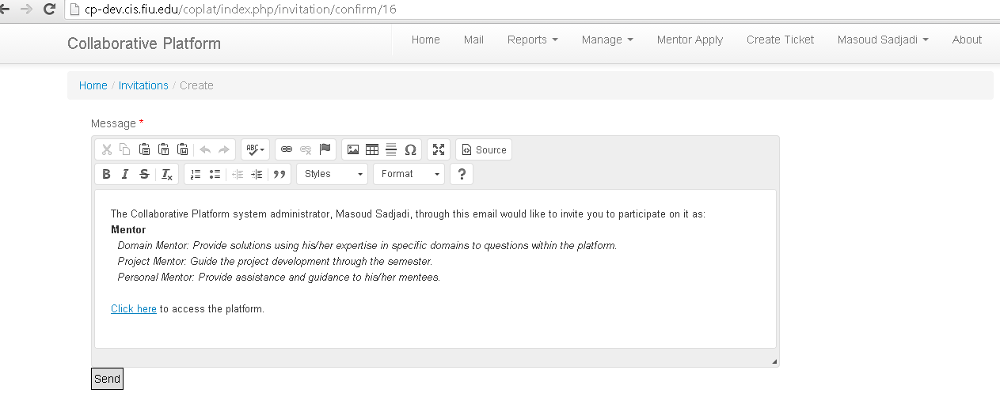 cp-dev.cis.fiu.edu/coplat/index.php/invitation/confirm/16
Collaborative Platform Home Mail Reports Manage Mentor Apply Create Ticket Masoud Sadjadi About
Home / Invitations / Create
Message *
ABC Source
B I S Tx Styles Format ?
The Collaborative Platform system administrator, Masoud Sadjadi, through this email would like to invite you to participate on it as:
Mentor
Domain Mentor: Provide solutions using his/her expertise in specific domains to questions within the platform.
Project Mentor: Guide the project development through the semester.
Personal Mentor: Provide assistance and guidance to his/her mentees.
Click here to access the platform.
Send